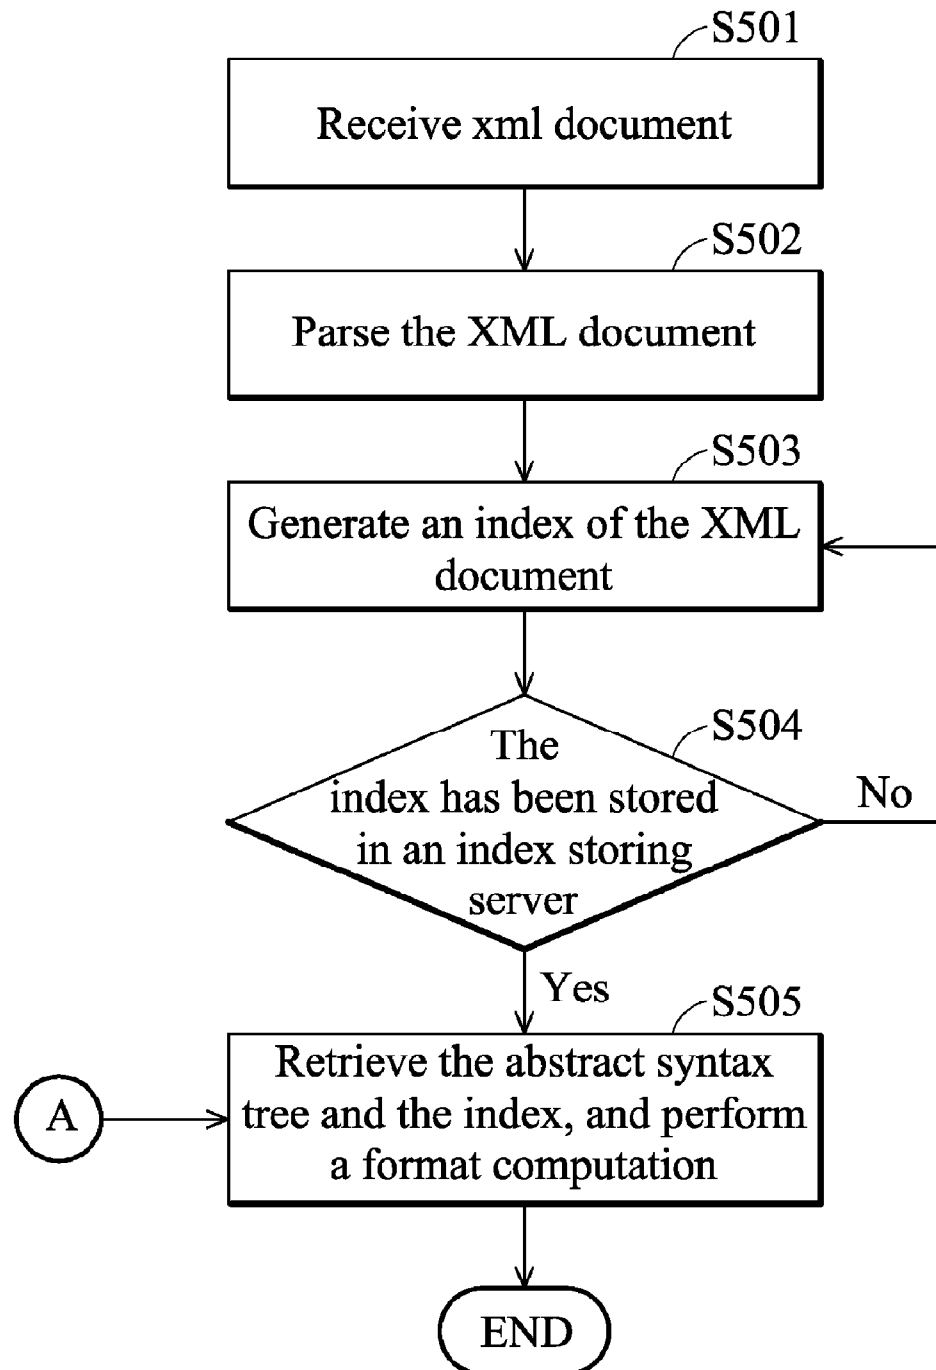 S501
Receive xml document
S502
Parse the XML document
S503
Generate an index of the XML
document
S504
The
index has been stored
in an index storing
server
No
Yes
S505
Retrieve the abstract syntax
tree and the index, and perform
a format computation
A
END